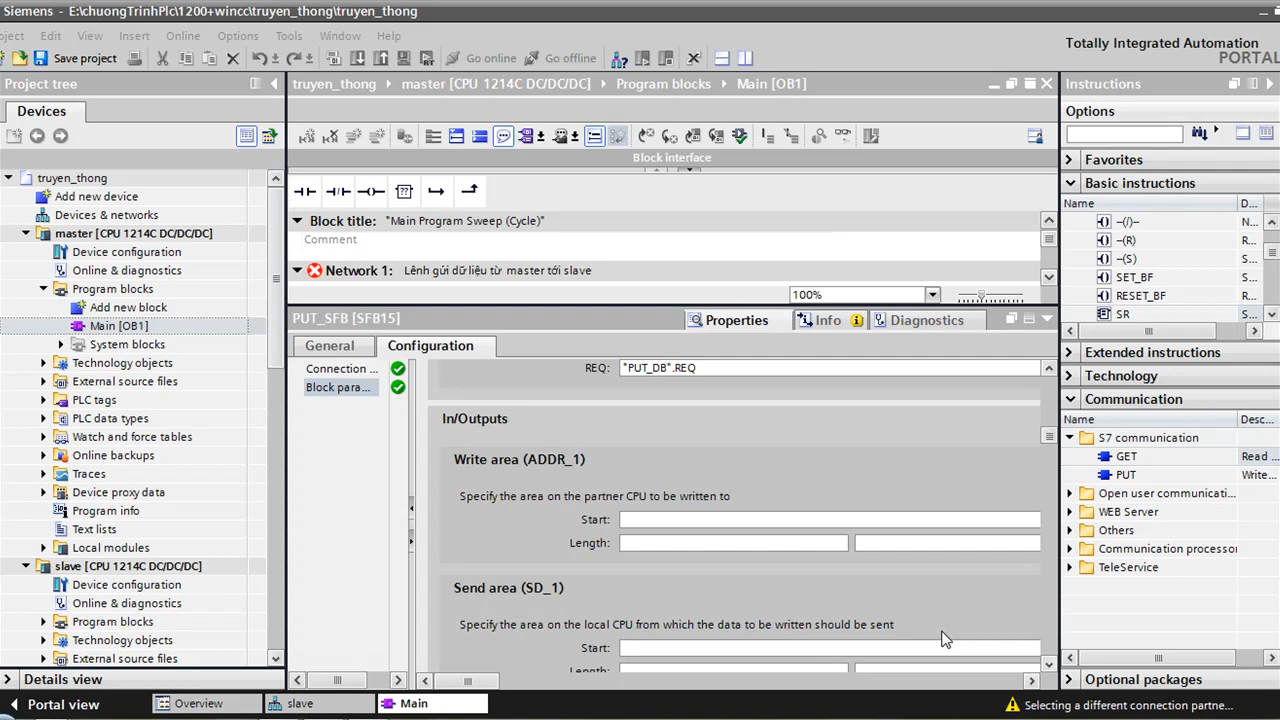 Siemens - E:\chuongTrinhPlc\1200+wincc\truyen_thong\truyen_thong
oject Edit View Insert Online Options Tools Window Help
Totally Integrated Automation
PORTAL
Save project
Go online
Go offline
Project tree
truyen_thong master [CPU 1214C DC/DC/DC] Program blocks Main [OB1]
Instructions
Devices
Options
Block interface
truyen_thong
Add new device
Devices & networks
master [CPU 1214C DC/DC/DC]
Device configuration
Online & diagnostics
Program blocks
Add new block
Main [OB1]
System blocks
Technology objects
External source files
PLC tags
PLC data types
Watch and force tables
Online backups
Traces
Device proxy data
Program info
Text lists
Local modules
slave [CPU 1214C DC/DC/DC]
Device configuration
Online & diagnostics
Program blocks
Technology objects
External source files
Details view
??
Block title: "Main Program Sweep (Cycle)"
Comment
Network 1: Lênh gửi dữ liệu từ master tới slave
100%
PUT_SFB [SFB15]
Properties
Info
Diagnostics
General
Configuration
Connection ...
Block para...
REQ: "PUT_DB".REQ
In/Outputs
Write area (ADDR_1)
Specify the area on the partner CPU to be written to
Start:
Length:
Send area (SD_1)
Specify the area on the local CPU from which the data to be written should be sent
Start:
Length:
Favorites
Basic instructions
Name D...
–(/)– N...
–(R) R...
–(S) S...
SET_BF S...
RESET_BF R...
SR S...
Extended instructions
Technology
Communication
Name Desc...
S7 communication
GET Read ...
PUT Write...
Open user communicati...
WEB Server
Others
Communication processor
TeleService
Optional packages
Portal view
Overview
slave
Main
Selecting a different connection partne...